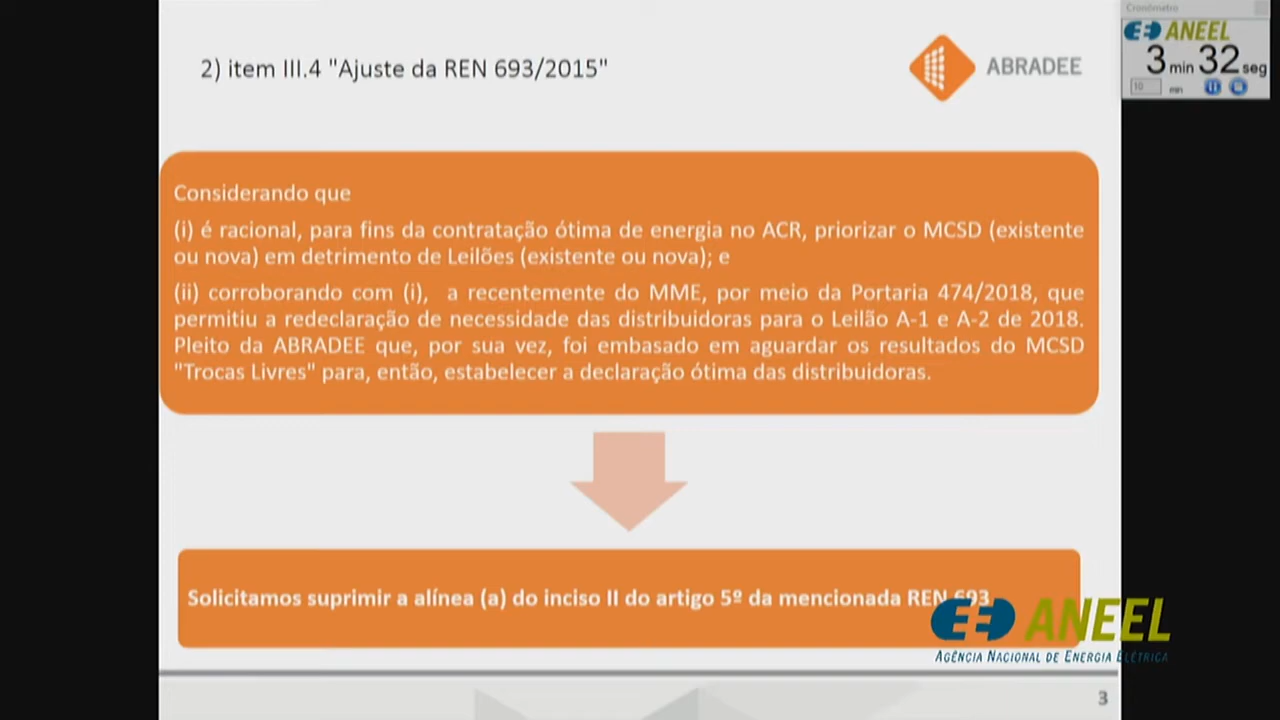 2) item III.4 "Ajuste da REN 693/2015"
ABRADEE
Cronômetro
ANEEL
3 min 32 seg
10 min
Considerando que
(i) é racional, para fins da contratação ótima de energia no ACR, priorizar o MCSD (existente
ou nova) em detrimento de Leilões (existente ou nova); e
(ii) corroborando com (i), a recentemente do MME, por meio da Portaria 474/2018, que
permitiu a redeclaração de necessidade das distribuidoras para o Leilão A-1 e A-2 de 2018.
Pleito da ABRADEE que, por sua vez, foi embasado em aguardar os resultados do MCSD
"Trocas Livres" para, então, estabelecer a declaração ótima das distribuidoras.
Solicitamos suprimir a alínea (a) do inciso II do artigo 5º da mencionada REN 693
ANEEL
AGÊNCIA NACIONAL DE ENERGIA ELÉTRICA
3